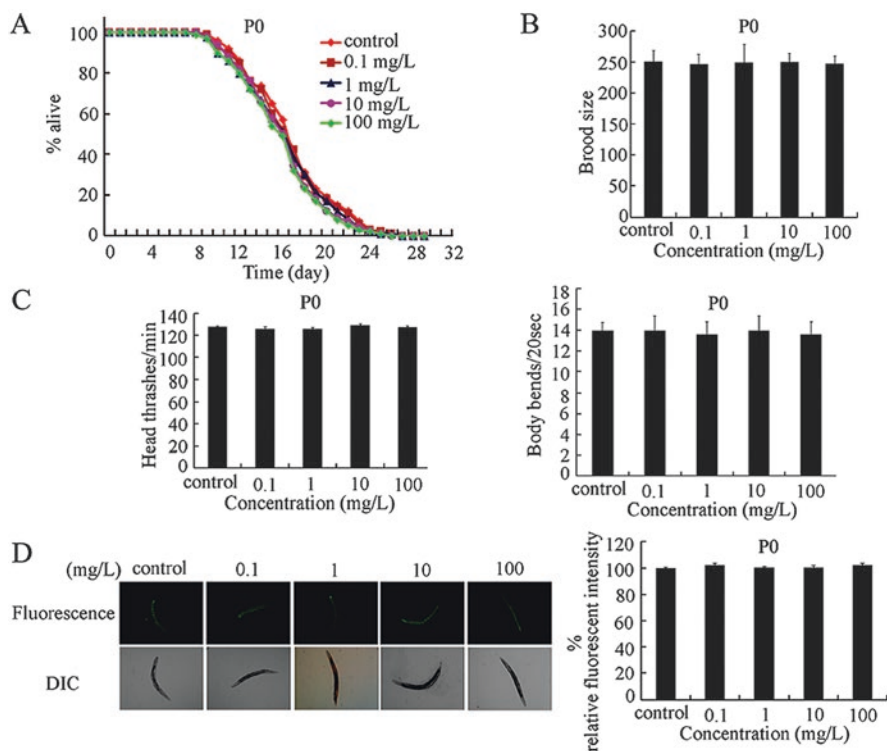 A
P0
% alive
100
80
60
40
20
0
control
0.1 mg/L
1 mg/L
10 mg/L
100 mg/L
0 4 8 12 16 20 24 28 32
Time (day)
B
P0
Brood size
300
250
200
150
100
50
0
control 0.1 1 10 100
Concentration (mg/L)
C
P0
Head thrashes/min
140
120
100
80
60
40
20
0
control 0.1 1 10 100
Concentration (mg/L)
P0
Body bends/20sec
18
16
14
12
10
8
6
4
2
0
control 0.1 1 10 100
Concentration (mg/L)
D
(mg/L) control 0.1 1 10 100
Fluorescence
DIC
P0
%
relative fluorescent intensity
120
100
80
60
40
20
0
control 0.1 1 10 100
Concentration (mg/L)